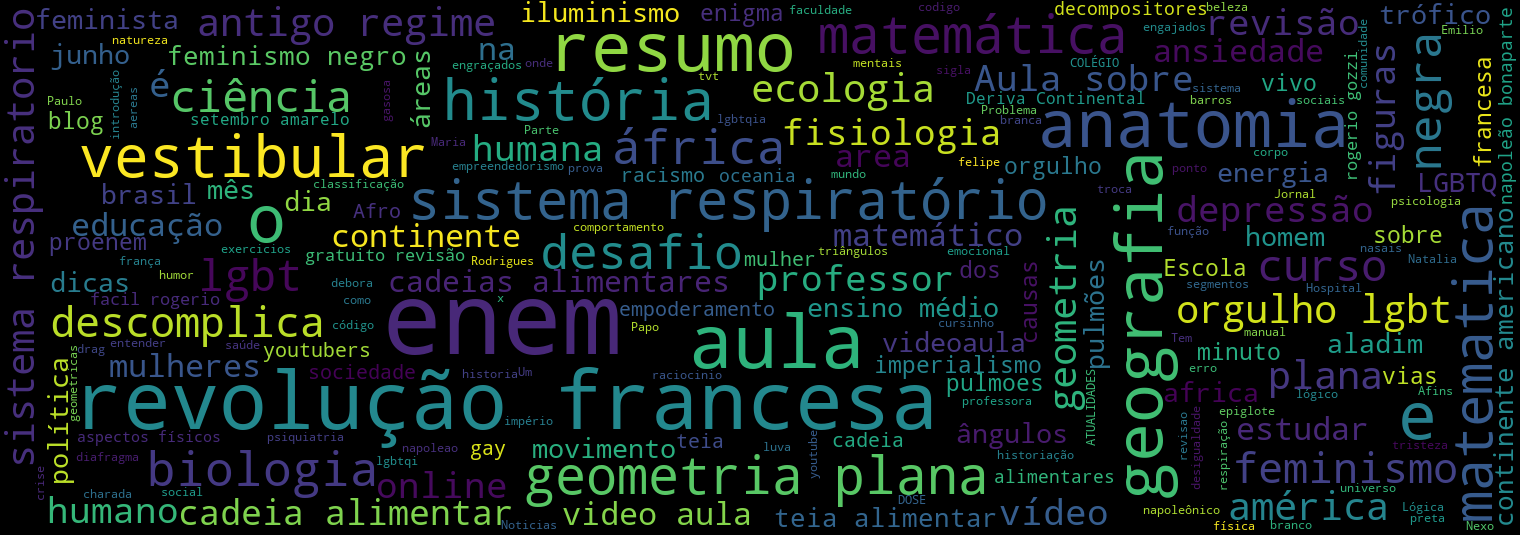 sistema respiratorio
feminista
antigo regime
iluminismo
enigma
faculdade
codigo
decompositores
beleza
engajados
revisão
trófico
Emilio
natureza
junho
feminismo negro
na
resumo
matemática
ansiedade
figuras
negra
francesa
napoleão bonaparte
é
ciência
áreas
engraçados
onde
tvt
mentais
sigla
COLÉGIO
comunidade
Paulo
blog
introdução
aereas
setembro amarelo
gasosa
história
ecologia
Aula sobre
sistema
vivo
Deriva Continental
barros
sociais
rogerio gozzi
Problema
branca
vestibular
Maria
Parte
lgbtqia
humana
áfrica
fisiologia
anatomia
empreendedorismo
prova
area
felipe
orgulho
corpo
energia
racismo
oceania
mundo
ponto
brasil
mês
dia
classificação
Afro
sistema respiratório
troca
Jornal
LGBTQ
psicologia
educação
o
continente
comportamento
desafio
matemático
geometria
geografia
depressão
função
homem
nasais
sobre
proenem
exercicios
gratuito revisão
Rodrigues
mulher
triângulos
emocional
Natalia
frança
humor
debora
dicas
lgbt
cadeias alimentares
professor
dos
causas
pulmões
Escola
segmentos
curso
Hospital
facil rogerio
como
código
x
enem
empoderamento
Papo
ensino médio
cursinho
orgulho lgbt
descomplica
drag
entender
saúde
youtubers
aula
videoaula
manual
Tem
erro
minuto
aladim
matematica
continente americano
política
geometricas
mulheres
sociedade
historia
Um
raciocinio
imperialismo
pulmoes
professora
ATUALIDADES
africa
lógico
plana
vias
Afins
revolução francesa
império
epiglote
e
aspectos físicos
psiquiatria
napoleao
gay
movimento
teia
luva
youtube
cadeia
ângulos
historiação
revisao
desigualdade
respiração
estudar
tristeza
crise
diafragma
biologia
lgbtqi
online
geometria plana
alimentares
feminismo
universo
charada
social
DOSE
humano
cadeia alimentar
Noticias
video aula
teia alimentar
vídeo
napoleônico
física
américa
branco
Lógica
preta
Nexo